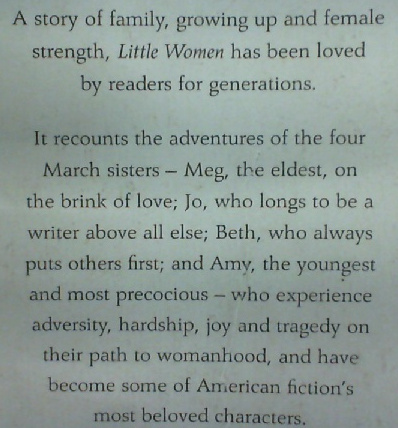 A story of family, growing up and female
strength, Little Women has been loved
by readers for generations.
It recounts the adventures of the four
March sisters – Meg, the eldest, on
the brink of love; Jo, who longs to be a
writer above all else; Beth, who always
puts others first; and Amy, the youngest
and most precocious – who experience
adversity, hardship, joy and tragedy on
their path to womanhood, and have
become some of American fiction's
most beloved characters.